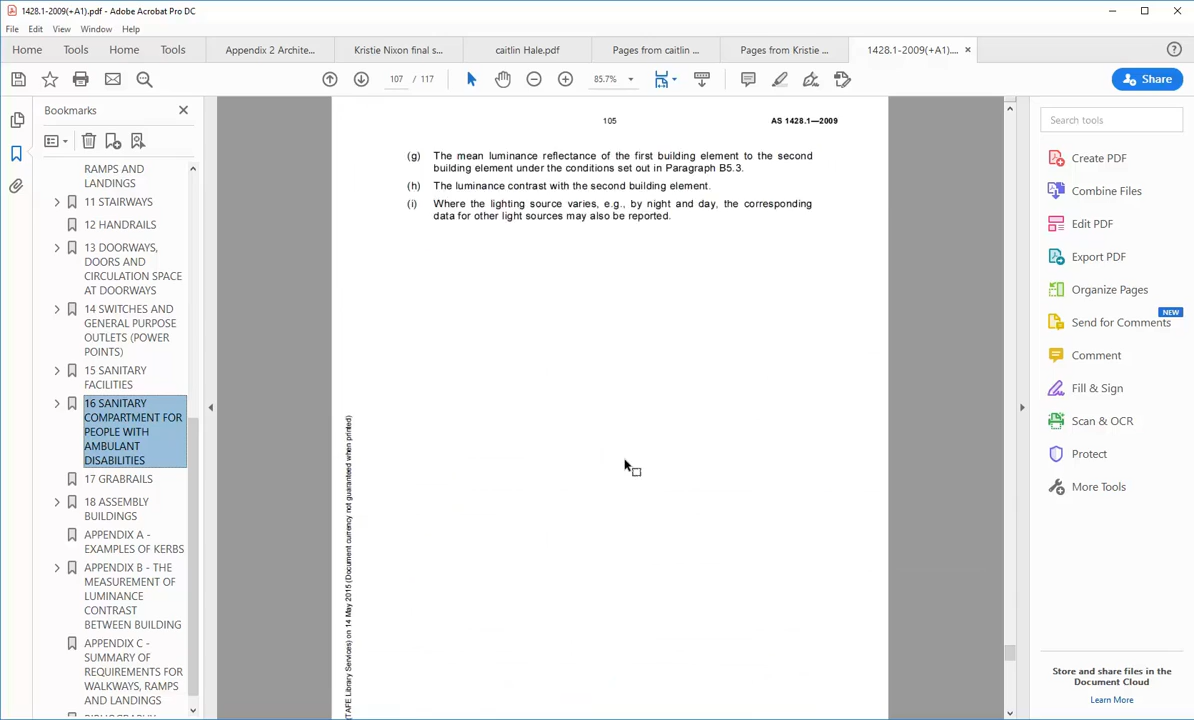 1428.1-2009(+A1).pdf - Adobe Acrobat Pro DC
File Edit View Window Help
Home Tools Home Tools Appendix 2 Archite... Kristie Nixon final s... caitlin Hale.pdf Pages from caitlin ... Pages from Kristie ... 1428.1-2009(+A1).... ×
107 / 117 85.7% Share
Bookmarks
RAMPS AND
LANDINGS
11 STAIRWAYS
12 HANDRAILS
13 DOORWAYS,
DOORS AND
CIRCULATION SPACE
AT DOORWAYS
14 SWITCHES AND
GENERAL PURPOSE
OUTLETS (POWER
POINTS)
15 SANITARY
FACILITIES
16 SANITARY
COMPARTMENT FOR
PEOPLE WITH
AMBULANT
DISABILITIES
17 GRABRAILS
18 ASSEMBLY
BUILDINGS
APPENDIX A -
EXAMPLES OF KERBS
APPENDIX B - THE
MEASUREMENT OF
LUMINANCE
CONTRAST
BETWEEN BUILDING
APPENDIX C -
SUMMARY OF
REQUIREMENTS FOR
WALKWAYS, RAMPS
AND LANDINGS
105 AS 1428.1—2009
(g) The mean luminance reflectance of the first building element to the second
building element under the conditions set out in Paragraph B5.3.
(h) The luminance contrast with the second building element.
(i) Where the lighting source varies, e.g., by night and day, the corresponding
data for other light sources may also be reported.
(TAFE Library Services) on 14 May 2015 (Document currency not guaranteed when printed)
Search tools
Create PDF
Combine Files
Edit PDF
Export PDF
Organize Pages
NEW
Send for Comments
Comment
Fill & Sign
Scan & OCR
Protect
More Tools
Store and share files in the
Document Cloud
Learn More